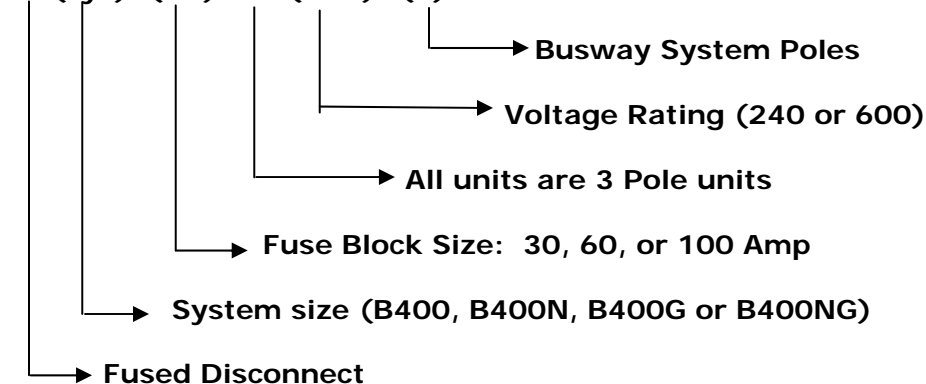 Busway System Poles
Voltage Rating (240 or 600)
All units are 3 Pole units
Fuse Block Size: 30, 60, or 100 Amp
System size (B400, B400N, B400G or B400NG)
Fused Disconnect